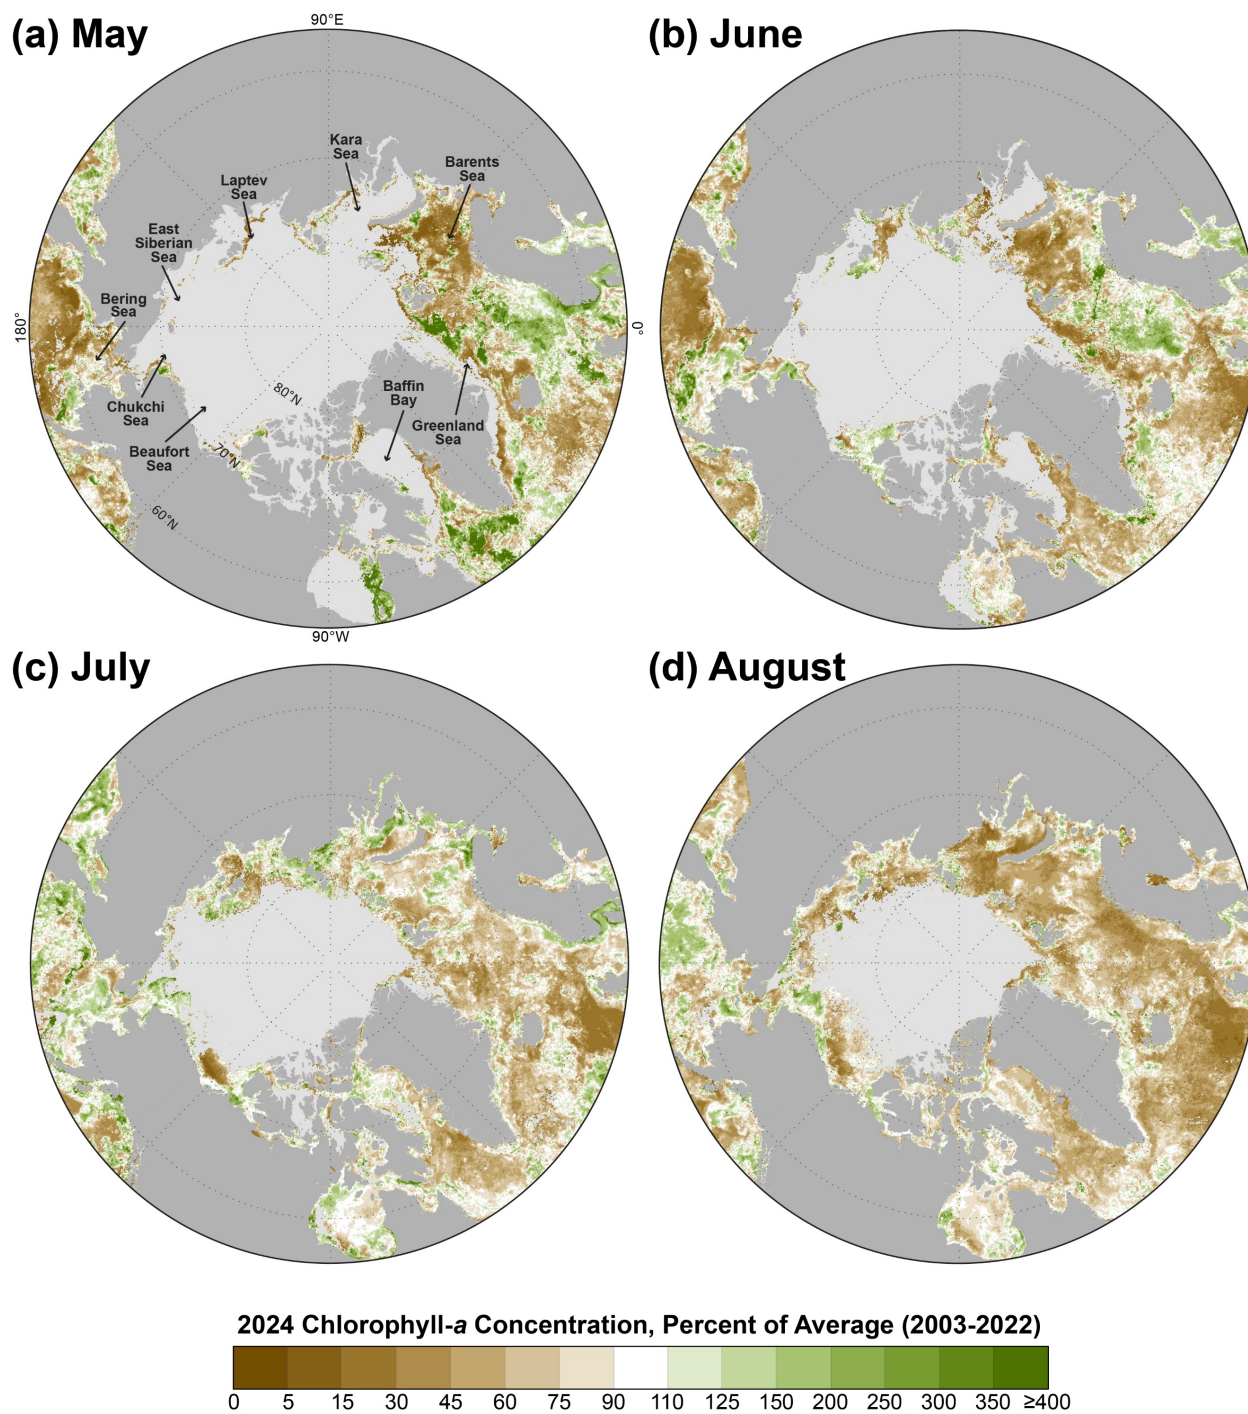 (a) May
90°E
(b) June
Kara
Sea
Barents
Sea
Laptev
Sea
East
Siberian
Sea
Bering
Sea
180°
0°
80°N
Baffin
Bay
Chukchi
Sea
Greenland
Sea
70°N
Beaufort
Sea
60°N
90°W
(c) July
(d) August
2024 Chlorophyll-a Concentration, Percent of Average (2003-2022)
0 5 15 30 45 60 75 90 110 125 150 200 250 300 350 ≥400